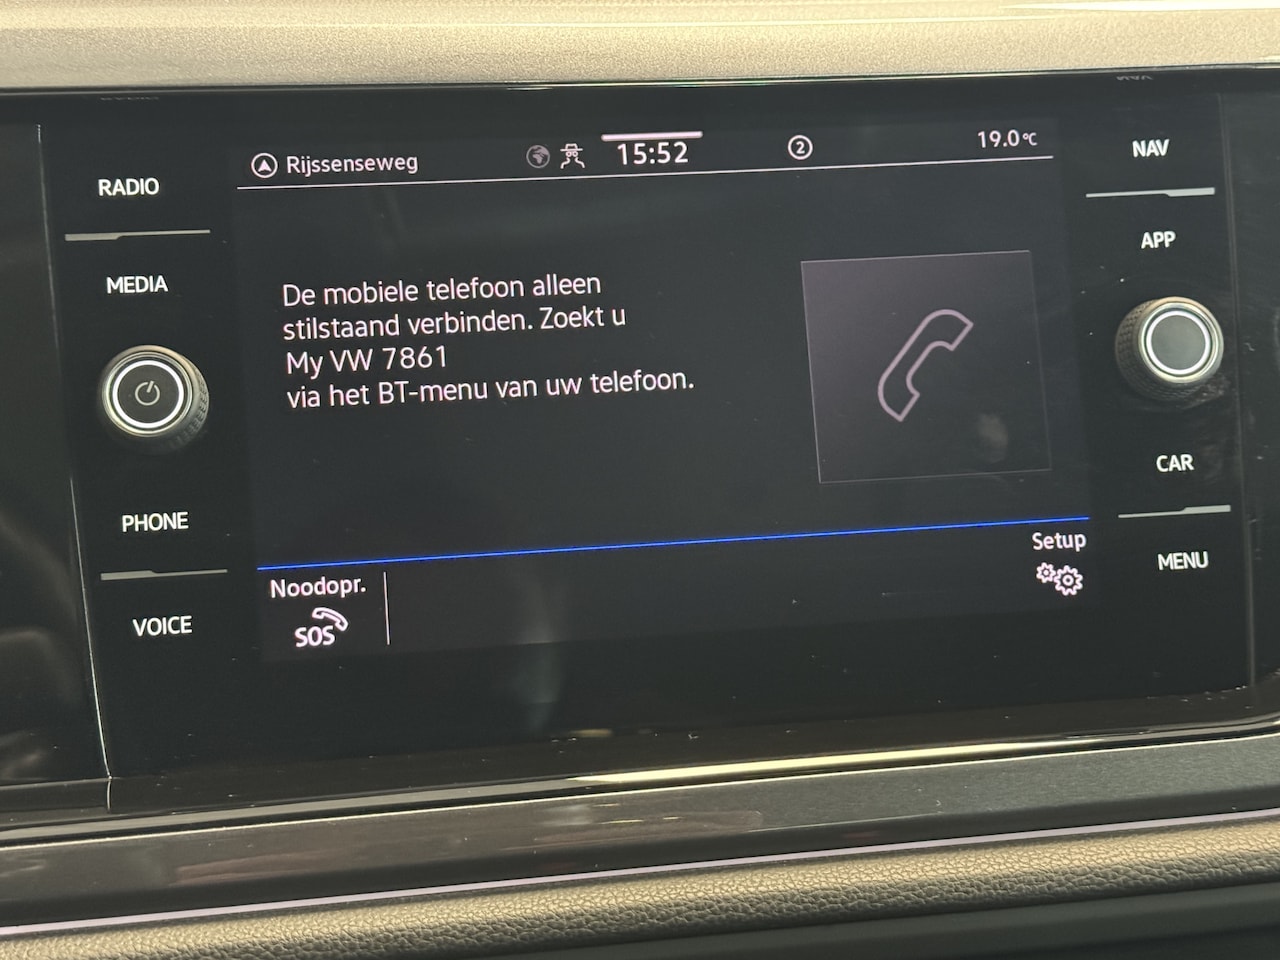 Rijssenseweg
15:52
2
19.0°C
RADIO
MEDIA
PHONE
VOICE
De mobiele telefoon alleen
stilstaand verbinden. Zoekt u
My VW 7861
via het BT-menu van uw telefoon.
Noodopr.
SOS
Setup
NAV
APP
CAR
MENU